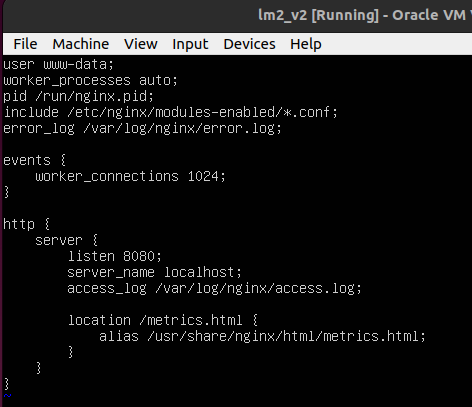 lm2_v2 [Running] - Oracle VM
File Machine View Input Devices Help
user www-data;
worker_processes auto;
pid /run/nginx.pid;
include /etc/nginx/modules-enabled/*.conf;
error_log /var/log/nginx/error.log;
events {
    worker_connections 1024;
}
http {
    server {
        listen 8080;
        server_name localhost;
        access_log /var/log/nginx/access.log;
        location /metrics.html {
            alias /usr/share/nginx/html/metrics.html;
        }
    }
}
~